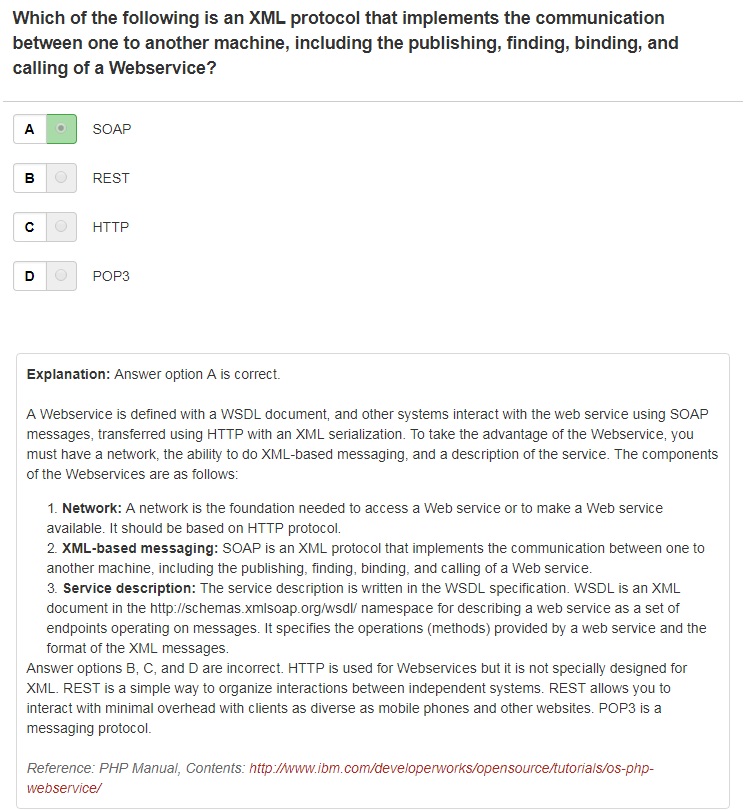 Which of the following is an XML protocol that implements the communication
between one to another machine, including the publishing, finding, binding, and
calling of a Webservice?
A SOAP
B REST
C HTTP
D POP3
Explanation: Answer option A is correct.
A Webservice is defined with a WSDL document, and other systems interact with the web service using SOAP
messages, transferred using HTTP with an XML serialization. To take the advantage of the Webservice, you
must have a network, the ability to do XML-based messaging, and a description of the service. The components
of the Webservices are as follows:
1. Network: A network is the foundation needed to access a Web service or to make a Web service
available. It should be based on HTTP protocol.
2. XML-based messaging: SOAP is an XML protocol that implements the communication between one to
another machine, including the publishing, finding, binding, and calling of a Web service.
3. Service description: The service description is written in the WSDL specification. WSDL is an XML
document in the http://schemas.xmlsoap.org/wsdl/ namespace for describing a web service as a set of
endpoints operating on messages. It specifies the operations (methods) provided by a web service and the
format of the XML messages.
Answer options B, C, and D are incorrect. HTTP is used for Webservices but it is not specially designed for
XML. REST is a simple way to organize interactions between independent systems. REST allows you to
interact with minimal overhead with clients as diverse as mobile phones and other websites. POP3 is a
messaging protocol.
Reference: PHP Manual, Contents: http://www.ibm.com/developerworks/opensource/tutorials/os-php-
webservice/